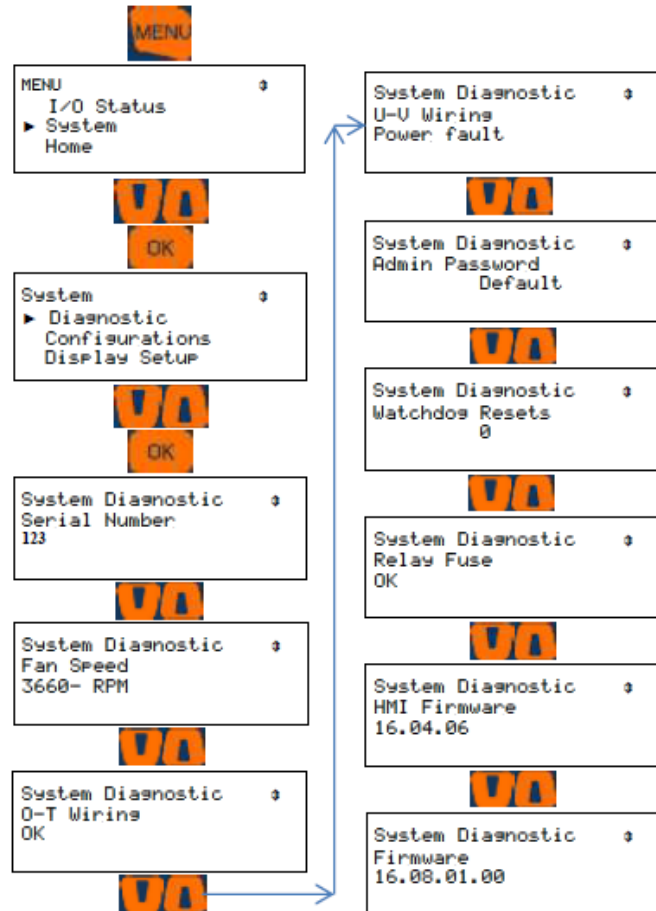 MENU
MENU
I/O Status
► System
Home
OK
System
► Diagnostic
Configurations
Display Setup
OK
System Diagnostic
Serial Number
123
System Diagnostic
Fan Speed
3660- RPM
System Diagnostic
O-T Wiring
OK
System Diagnostic
U-V Wiring
Power fault
System Diagnostic
Admin Password
Default
System Diagnostic
Watchdog Resets
0
System Diagnostic
Relay Fuse
OK
System Diagnostic
HMI Firmware
16.04.06
System Diagnostic
Firmware
16.08.01.00